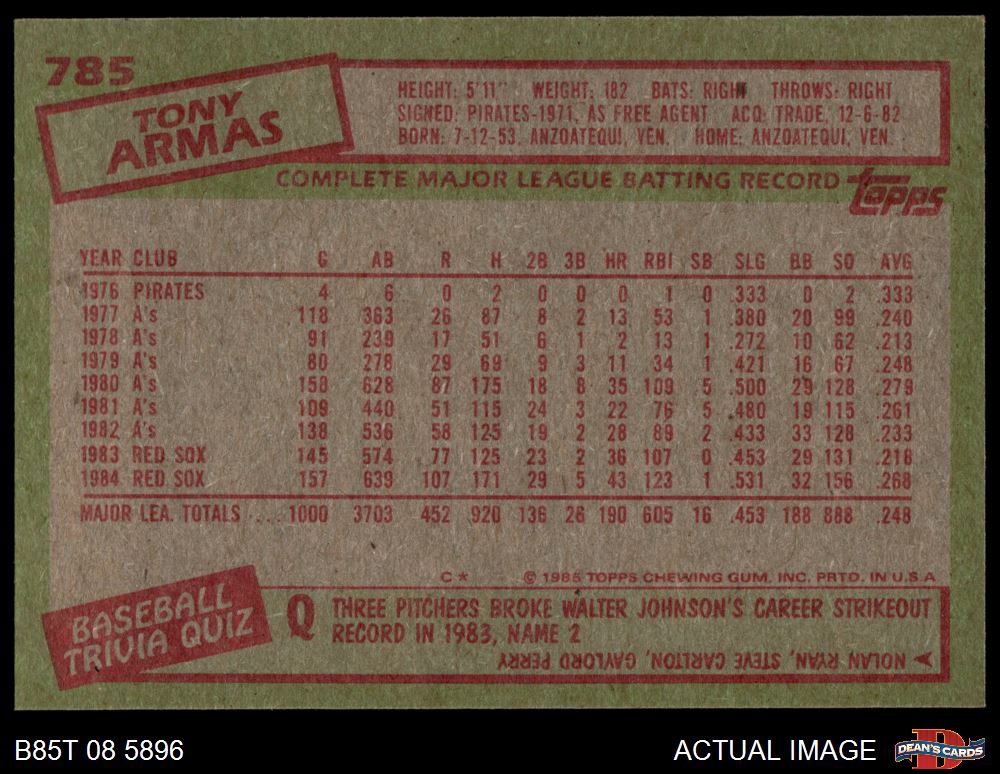 785
TONY
ARMAS
HEIGHT: 5'11" WEIGHT: 182 BATS: RIGHT THROWS: RIGHT
SIGNED: PIRATES-1971, AS FREE AGENT ACQ: TRADE, 12-6-82
BORN: 7-12-53, ANZOATEQUI, VEN. HOME: ANZOATEQUI, VEN.
COMPLETE MAJOR LEAGUE BATTING RECORD topps
YEAR CLUB G AB R H 2B 3B HR RBI SB SLG BB SO AVG
1976 PIRATES 4 6 0 2 0 0 0 1 0 .333 0 2 .333
1977 A's 118 363 26 87 8 2 13 53 1 .380 20 99 .240
1978 A's 91 239 17 51 6 1 2 13 1 .272 10 62 .213
1979 A's 80 278 29 69 9 3 11 34 1 .421 16 67 .248
1980 A's 158 628 87 175 18 8 35 109 5 .500 29 128 .279
1981 A's 109 440 51 115 24 3 22 76 5 .480 19 115 .261
1982 A's 138 536 58 125 19 2 28 89 2 .433 33 128 .233
1983 RED SOX 145 574 77 125 23 2 36 107 0 .453 29 131 .218
1984 RED SOX 157 639 107 171 29 5 43 123 1 .531 32 156 .268
MAJOR LEA. TOTALS .... 1000 3703 452 920 136 26 190 605 16 .453 188 888 .248
C* © 1985 TOPPS CHEWING GUM, INC. PRTD. IN U.S.A
BASEBALL
TRIVIA QUIZ
Q THREE PITCHERS BROKE WALTER JOHNSON'S CAREER STRIKEOUT
RECORD IN 1983, NAME 2
NOLAN RYAN, STEVE CARLTON, GAYLORD PERRY
B85T 08 5896
ACTUAL IMAGE
D
DEAN'S CARDS